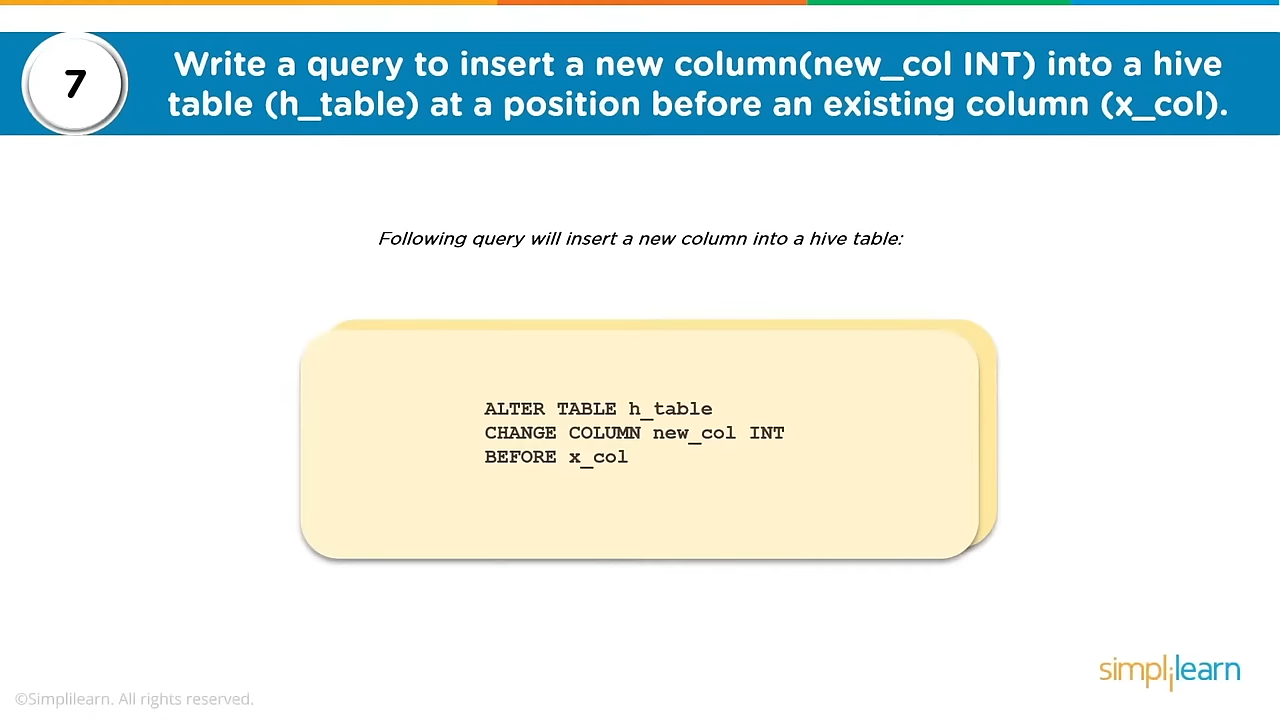 7
Write a query to insert a new column(new_col INT) into a hive
table (h_table) at a position before an existing column (x_col).
Following query will insert a new column into a hive table:
ALTER TABLE h_table
CHANGE COLUMN new_col INT
BEFORE x_col
simplilearn
©Simplilearn. All rights reserved.